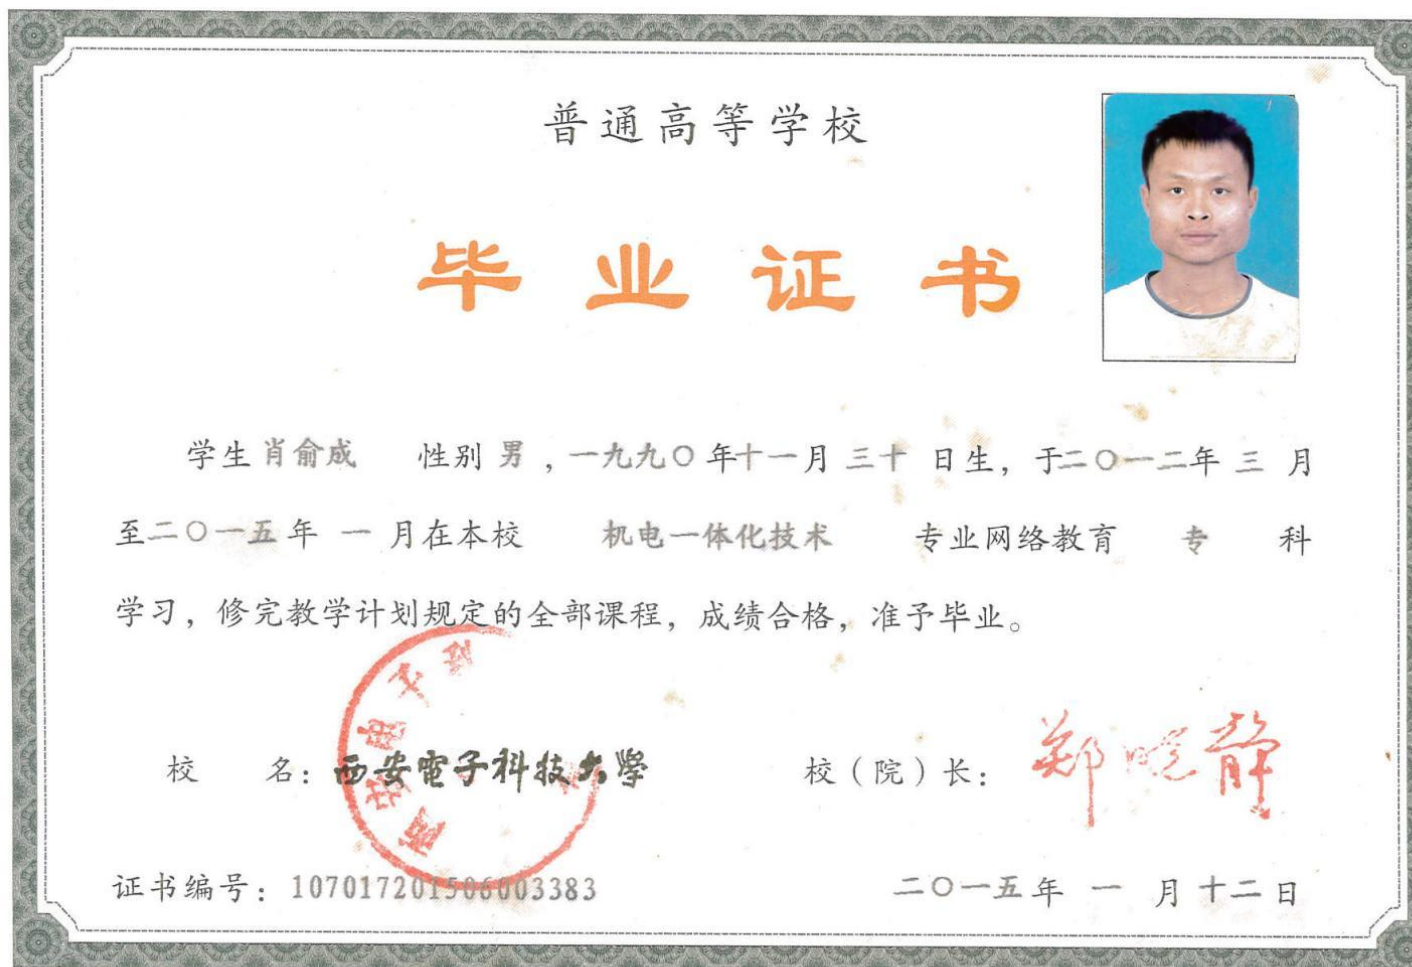 普通高等学校
毕业证书
学生 肖俞成 性别 男 ，一九九〇年十一月 三十 日生，于二〇一二年 三 月
至二〇一五年 一 月在本校 机电一体化技术 专业网络教育 专 科
学习，修完教学计划规定的全部课程，成绩合格，准予毕业。
校 名：西安電子科技大學 校（院）长：郑晓静
证书编号：107017201506003383 二〇一五年 一 月十二日